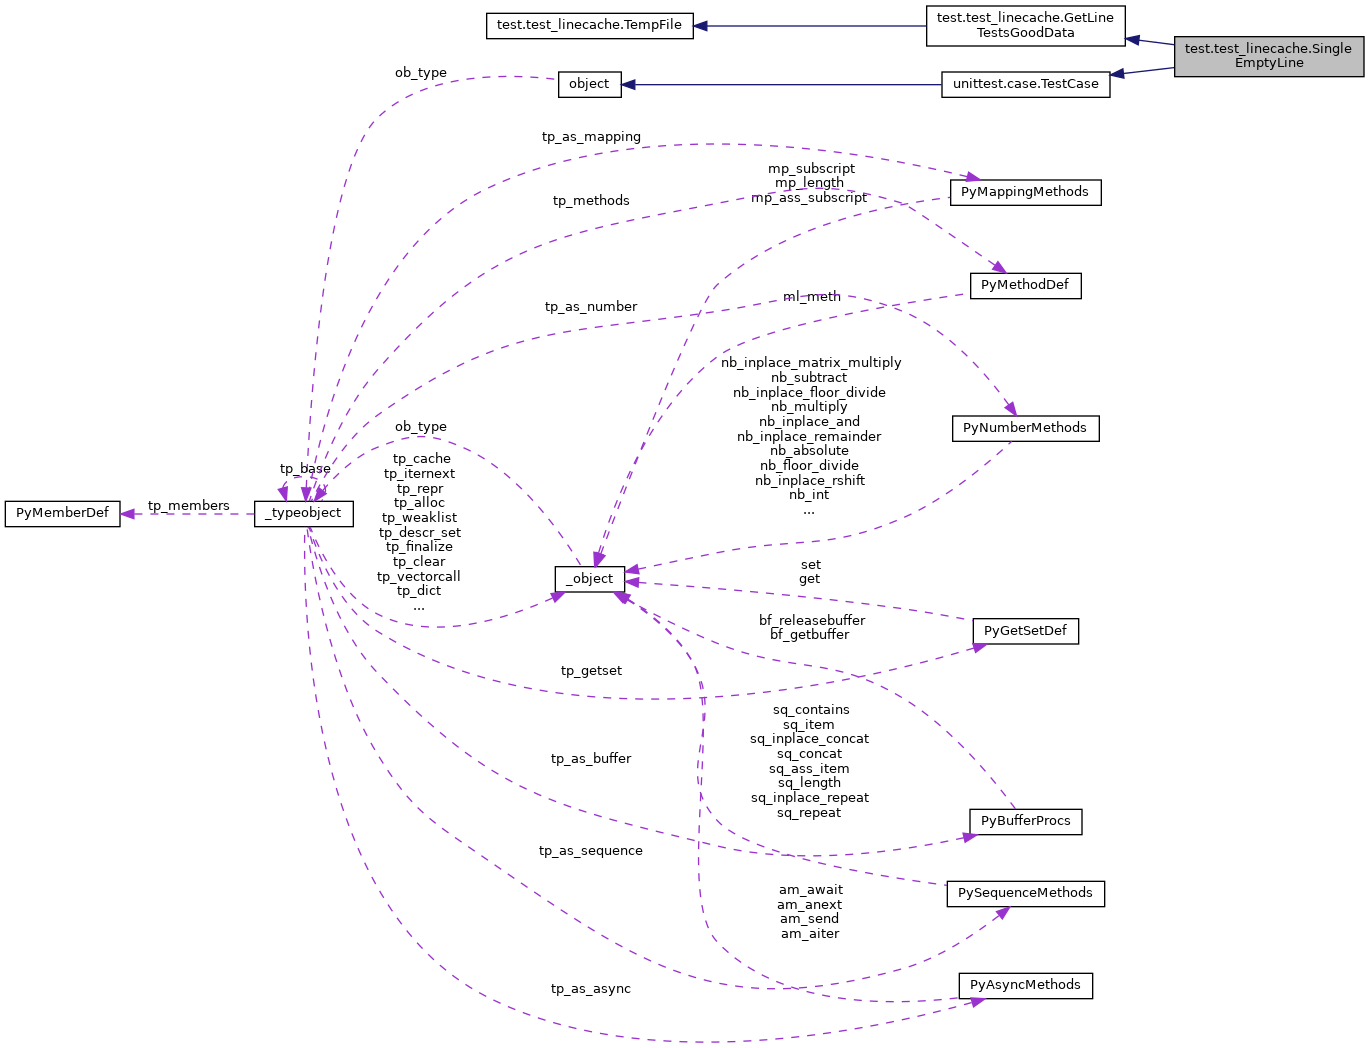 test.test_linecache.TempFile
test.test_linecache.GetLine
TestsGoodData
test.test_linecache.Single
EmptyLine
ob_type
object
unittest.case.TestCase
tp_as_mapping
mp_subscript
mp_length
mp_ass_subscript
PyMappingMethods
tp_methods
PyMethodDef
ml_meth
tp_as_number
nb_inplace_matrix_multiply
nb_subtract
nb_inplace_floor_divide
nb_multiply
nb_inplace_and
nb_inplace_remainder
nb_absolute
nb_floor_divide
nb_inplace_rshift
nb_int
...
PyNumberMethods
ob_type
tp_base
tp_cache
tp_iternext
tp_repr
tp_alloc
tp_weaklist
tp_descr_set
tp_finalize
tp_clear
tp_vectorcall
tp_dict
...
PyMemberDef
tp_members
_typeobject
_object
set
get
PyGetSetDef
bf_releasebuffer
bf_getbuffer
tp_getset
sq_contains
sq_item
sq_inplace_concat
sq_concat
sq_ass_item
sq_length
sq_inplace_repeat
sq_repeat
tp_as_buffer
PyBufferProcs
tp_as_sequence
PySequenceMethods
am_await
am_anext
am_send
am_aiter
tp_as_async
PyAsyncMethods